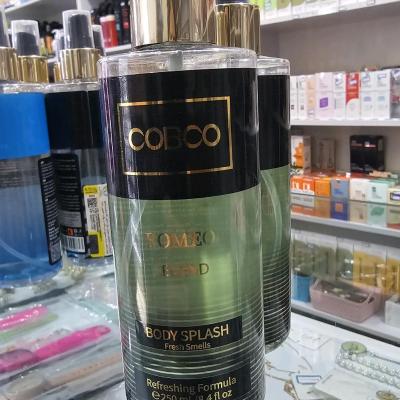 COBCO
ROMEO
BODY SPLASH
Fresh Smells
Refreshing Formula
℮250 ml/8.4 fl oz